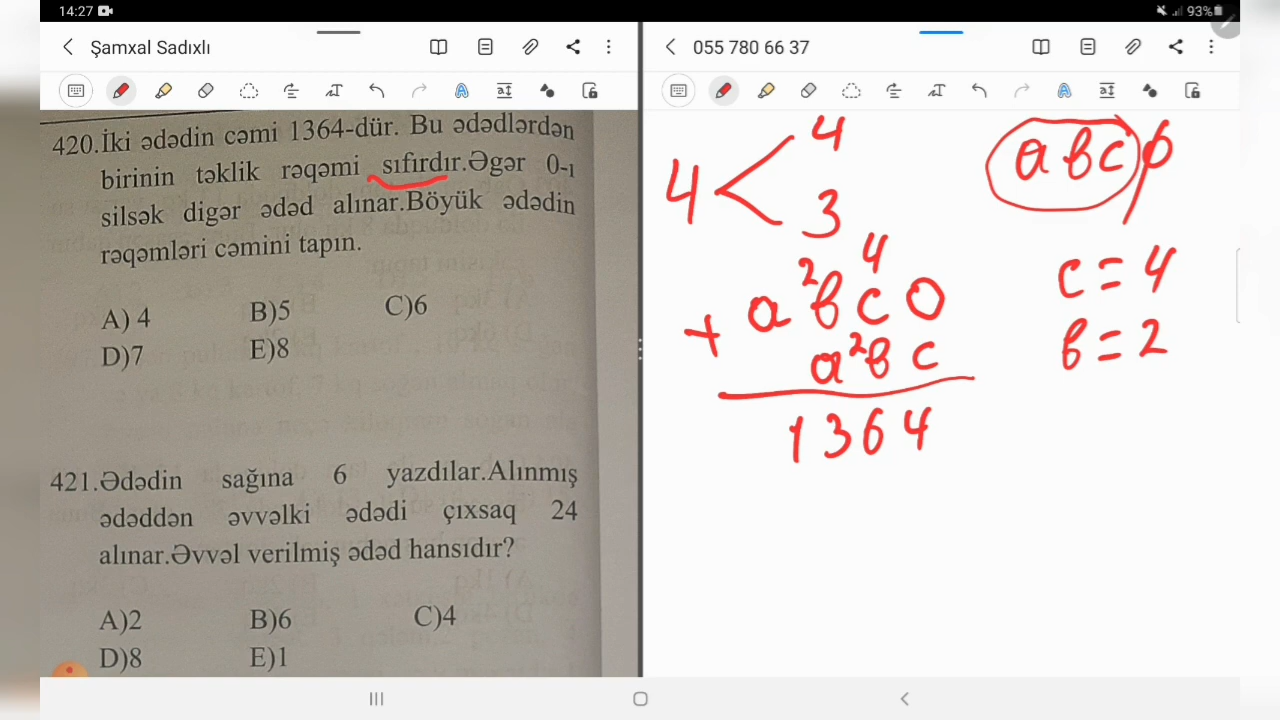 14:27
93%
Şamxal Sadıxlı
055 780 66 37
420.İki ədədin cəmi 1364-dür. Bu ədədlərdən
birinin təklik rəqəmi sıfırdır.Əgər 0-ı
silsək digər ədəd alınar.Böyük ədədin
rəqəmləri cəmini tapın.
A) 4 B)5 C)6
D)7 E)8
421.Ədədin sağına 6 yazdılar.Alınmış
ədəddən əvvəlki ədədi çıxsaq 24
alınar.Əvvəl verilmiş ədəd hansıdır?
A)2 B)6 C)4
D)8 E)1
4 < 4
3
abc0
2 4
+ abc0
a2bc
1364
c = 4
b = 2